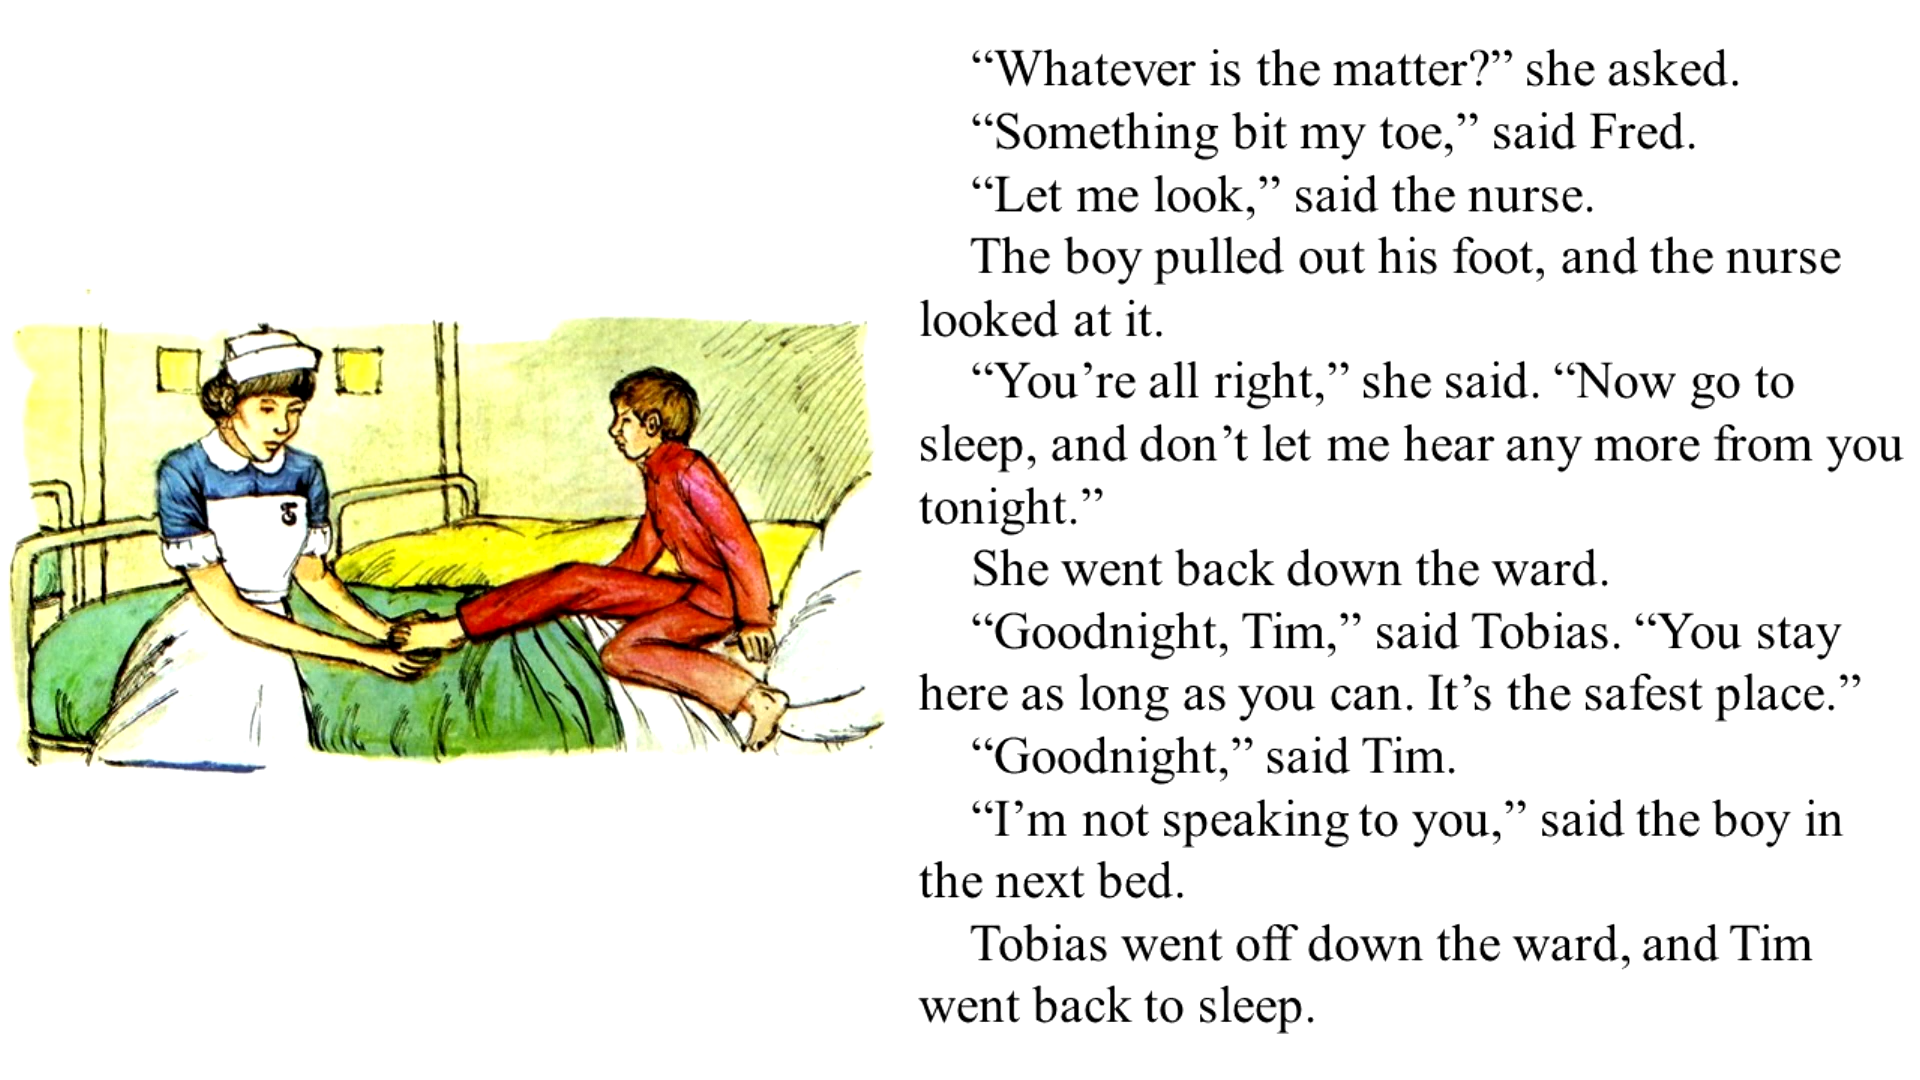 “Whatever is the matter?” she asked.
“Something bit my toe,” said Fred.
“Let me look,” said the nurse.
The boy pulled out his foot, and the nurse
looked at it.
“You’re all right,” she said. “Now go to
sleep, and don’t let me hear any more from you
tonight.”
She went back down the ward.
“Goodnight, Tim,” said Tobias. “You stay
here as long as you can. It’s the safest place.”
“Goodnight,” said Tim.
“I’m not speaking to you,” said the boy in
the next bed.
Tobias went off down the ward, and Tim
went back to sleep.